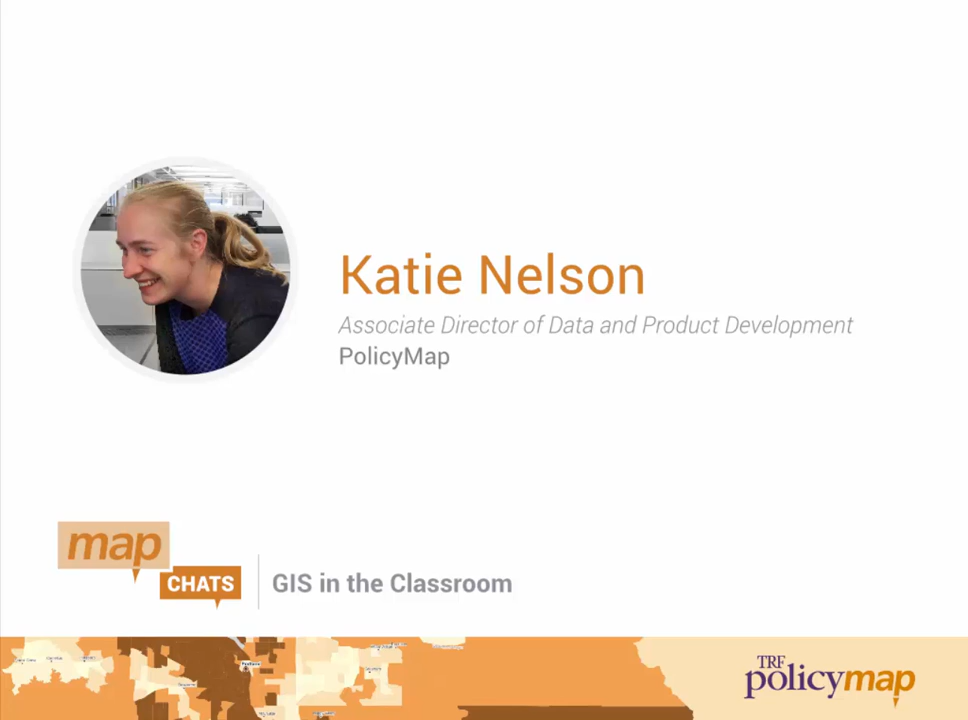 Katie Nelson
Associate Director of Data and Product Development
PolicyMap
map
CHATS
GIS in the Classroom
TRF
policymap